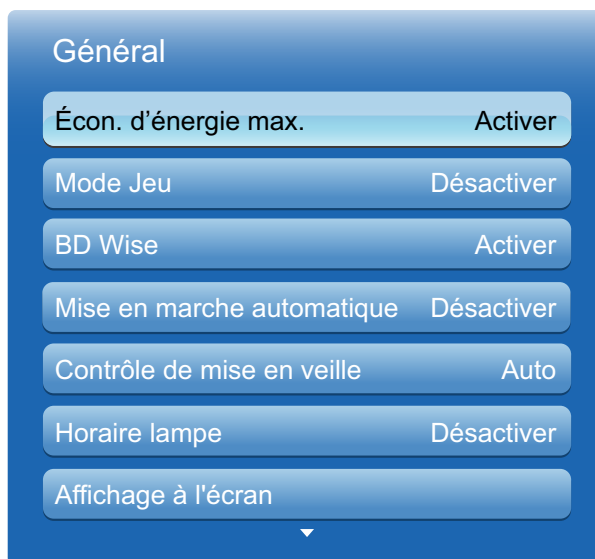 Général
Écon. d’énergie max. Activer
Mode Jeu Désactiver
BD Wise Activer
Mise en marche automatique Désactiver
Contrôle de mise en veille Auto
Horaire lampe Désactiver
Affichage à l'écran